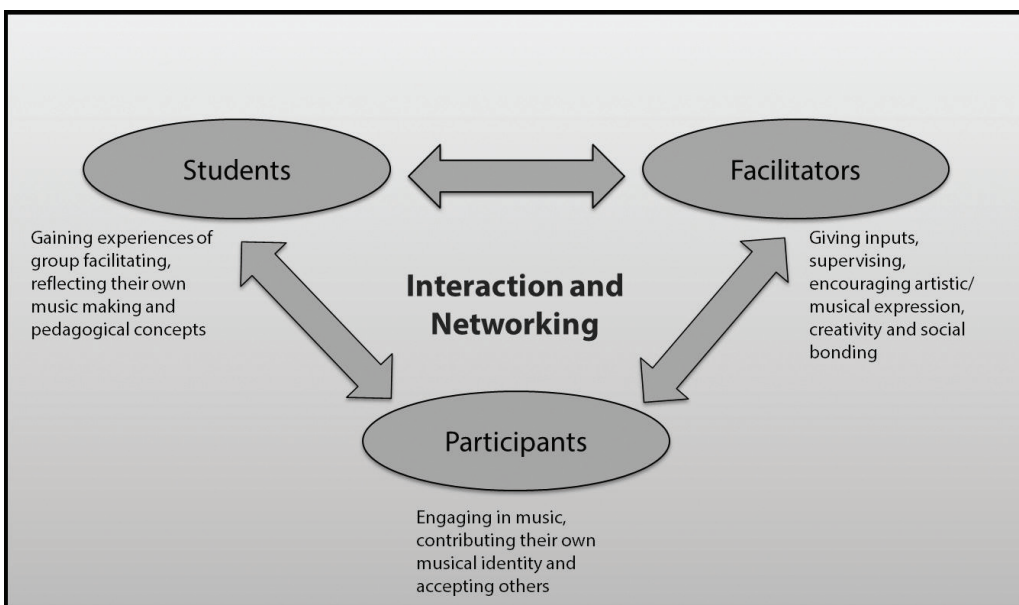 Students
Facilitators
Gaining experiences of
group facilitating,
reflecting their own
music making and
pedagogical concepts
Giving inputs,
supervising,
encouraging artistic/
musical expression,
creativity and social
bonding
Interaction and
Networking
Participants
Engaging in music,
contributing their own
musical identity and
accepting others